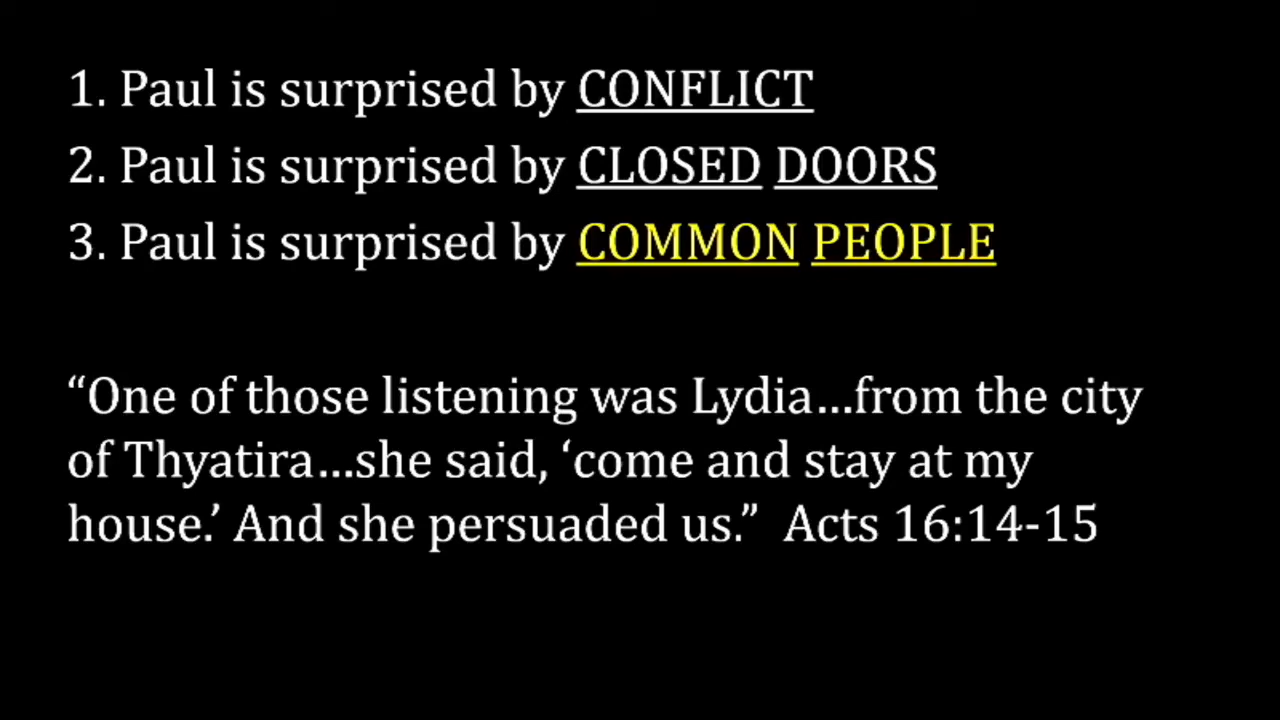 1. Paul is surprised by CONFLICT
2. Paul is surprised by CLOSED DOORS
3. Paul is surprised by COMMON PEOPLE
“One of those listening was Lydia…from the city
of Thyatira…she said, ‘come and stay at my
house.’ And she persuaded us.”  Acts 16:14-15